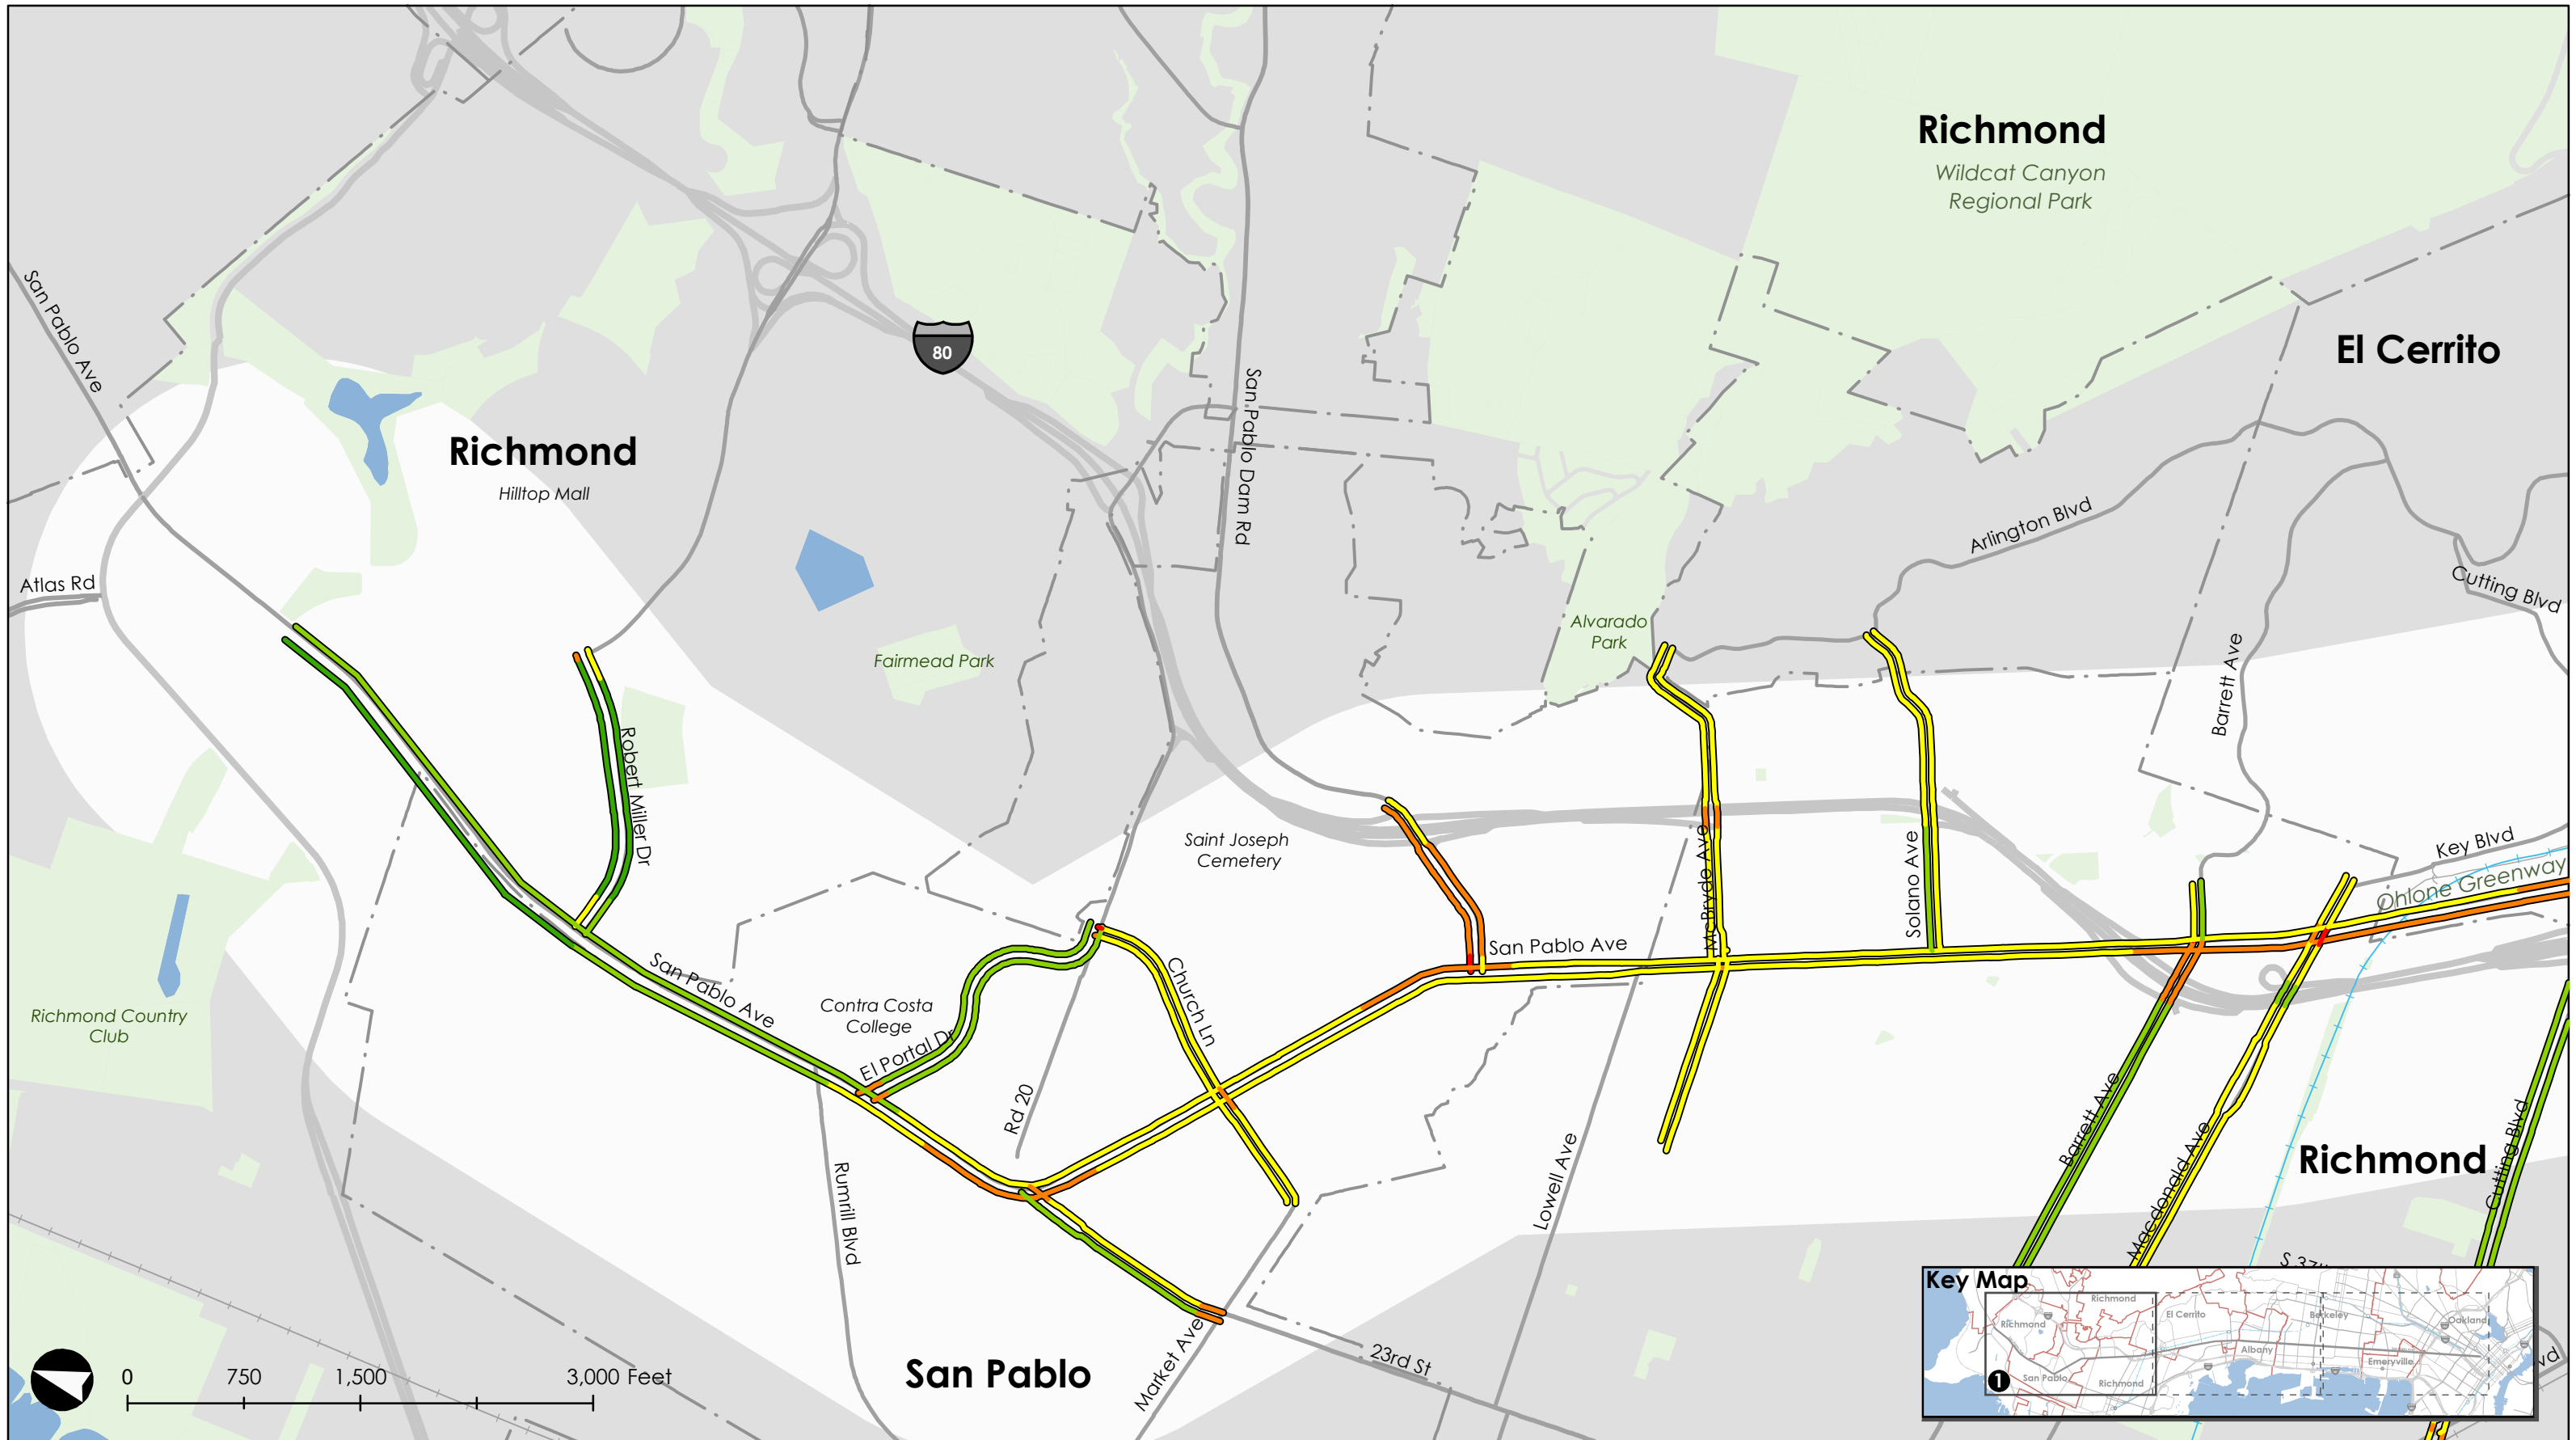 Richmond
Wildcat Canyon
Regional Park
San Pablo Ave
80
El Cerrito
San Pablo Dam Rd
Richmond
Hilltop Mall
Arlington Blvd
Atlas Rd
Cutting Blvd
Alvarado
Park
Fairmead Park
Barrett Ave
Robert Miller Dr
Saint Joseph
Cemetery
McBryde Ave
Solano Ave
Key Blvd
Ohlone Greenway
San Pablo Ave
San Pablo Ave
Church Ln
Contra Costa
College
El Portal Dr
Richmond Country
Club
Rd 20
Barrett Ave
Macdonald Ave
Cutting Blvd
Richmond
Rumrill Blvd
Lowell Ave
Key Map
Richmond
Richmond
El Cerrito
Berkeley
Oakland
Albany
Emeryville
San Pablo
Richmond
1
San Pablo
Market Ave
23rd St
0 750 1,500 3,000 Feet